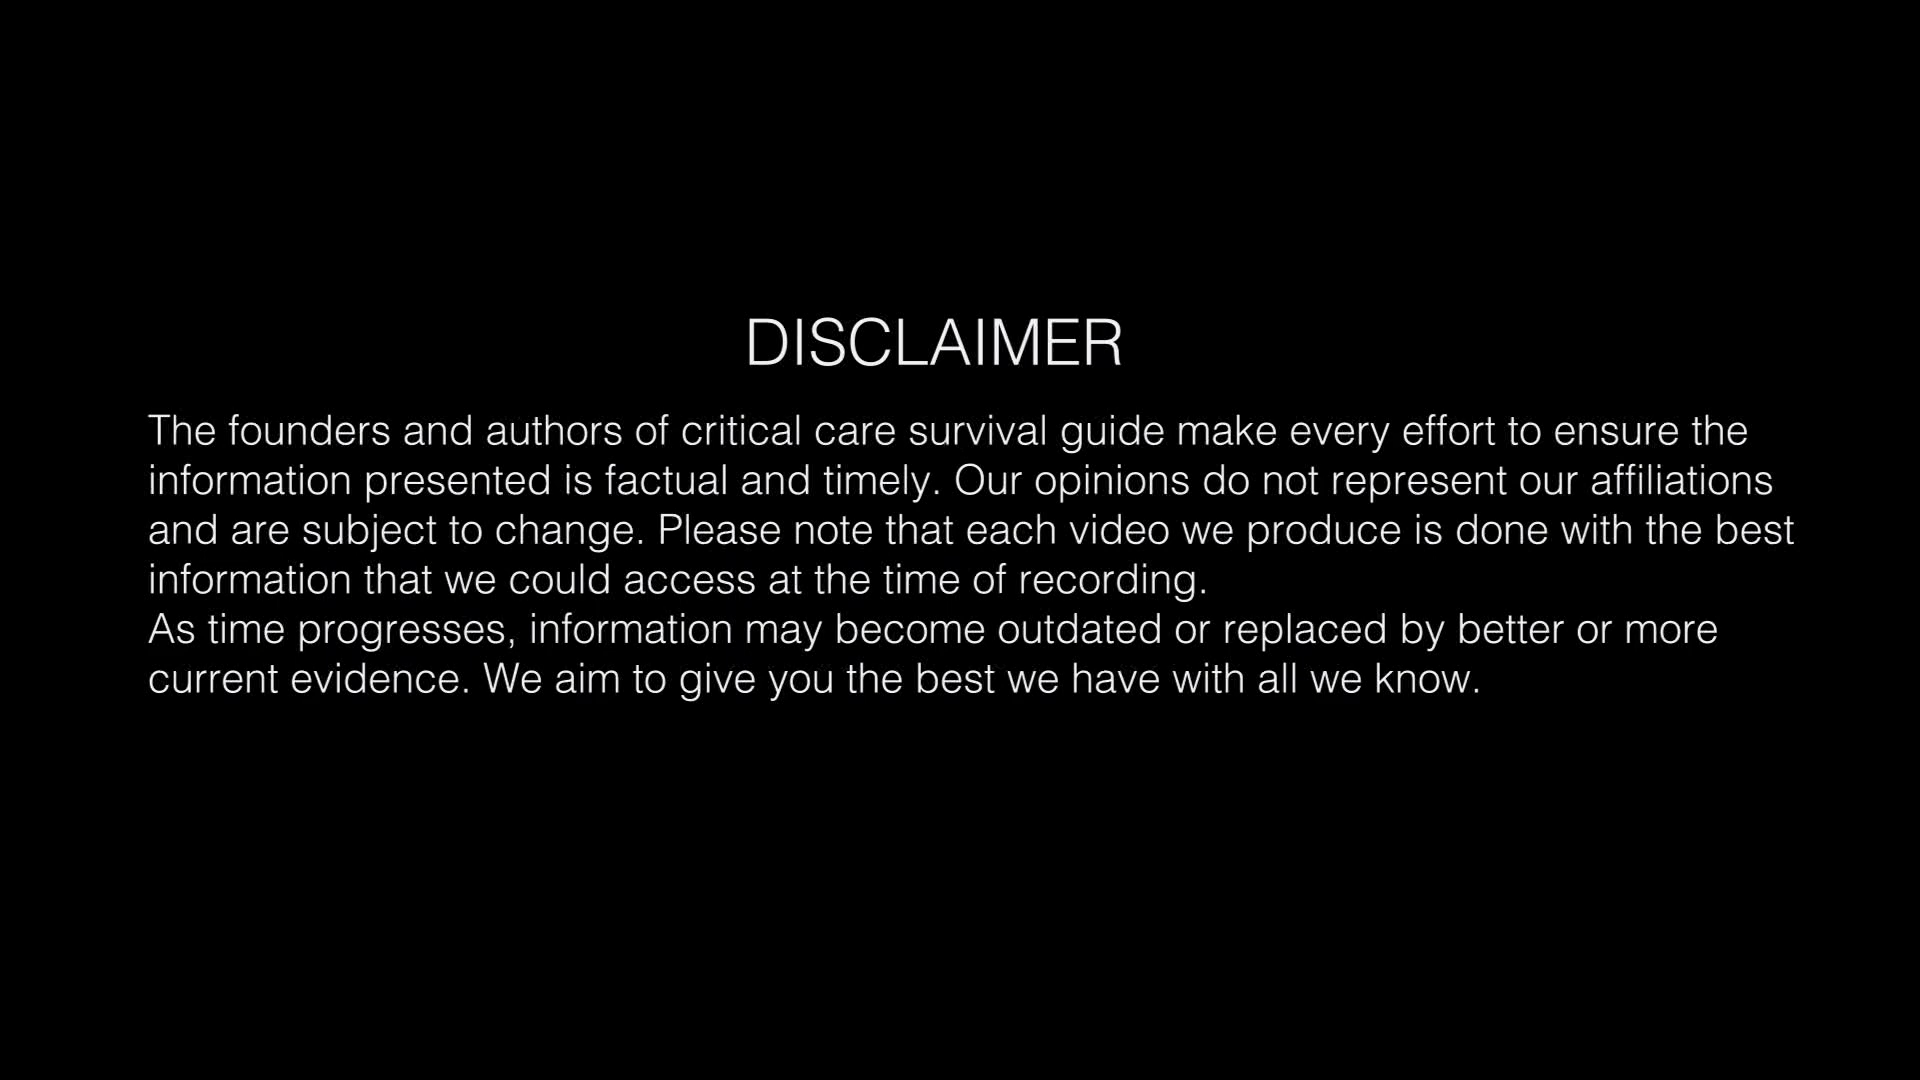 DISCLAIMER
The founders and authors of critical care survival guide make every effort to ensure the
information presented is factual and timely. Our opinions do not represent our affiliations
and are subject to change. Please note that each video we produce is done with the best
information that we could access at the time of recording.
As time progresses, information may become outdated or replaced by better or more
current evidence. We aim to give you the best we have with all we know.